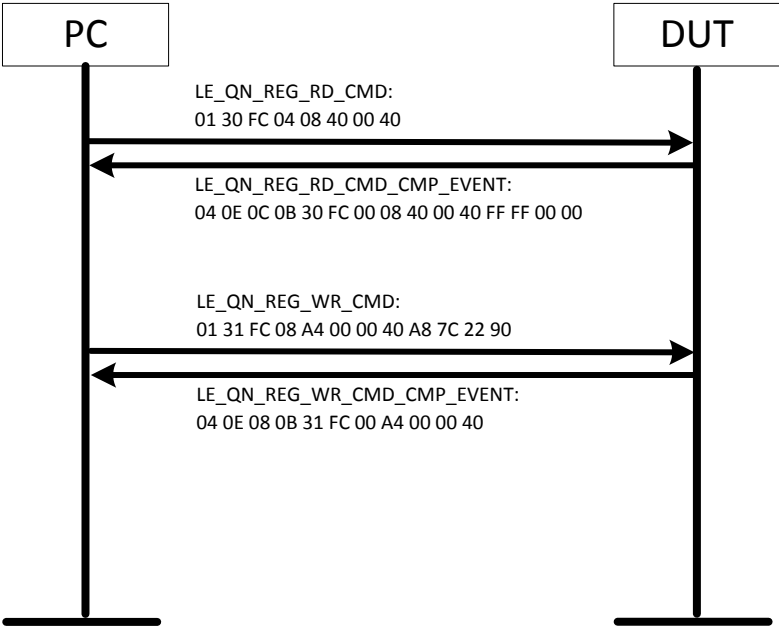 PC
DUT
LE_QN_REG_RD_CMD:
01 30 FC 04 08 40 00 40
LE_QN_REG_RD_CMD_CMP_EVENT:
04 0E 0C 0B 30 FC 00 08 40 00 40 FF FF 00 00
LE_QN_REG_WR_CMD:
01 31 FC 08 A4 00 00 40 A8 7C 22 90
LE_QN_REG_WR_CMD_CMP_EVENT:
04 0E 08 0B 31 FC 00 A4 00 00 40